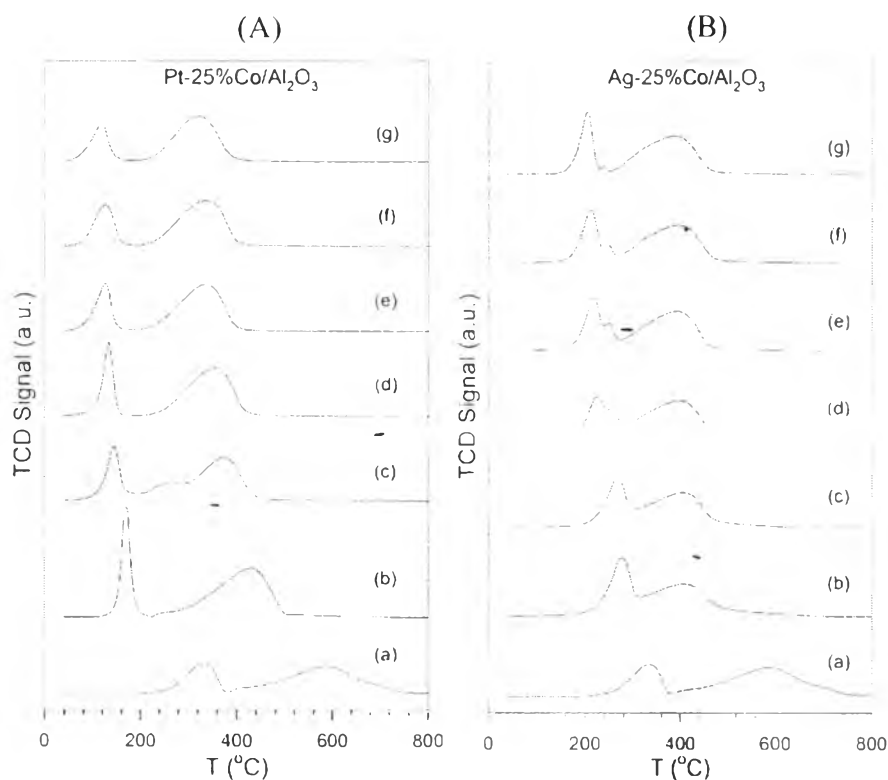 (A)
Pt-25%Co/Al₂O₃
(g)
(f)
(e)
(d)
(c)
(b)
(a)
TCD Signal (a.u.)
0 200 400 600 800
T (°C)
(B)
Ag-25%Co/Al₂O₃
(g)
(f)
(e)
(d)
(c)
(b)
(a)
TCD Signal (a.u.)
0 200 400 600 800
T (°C)